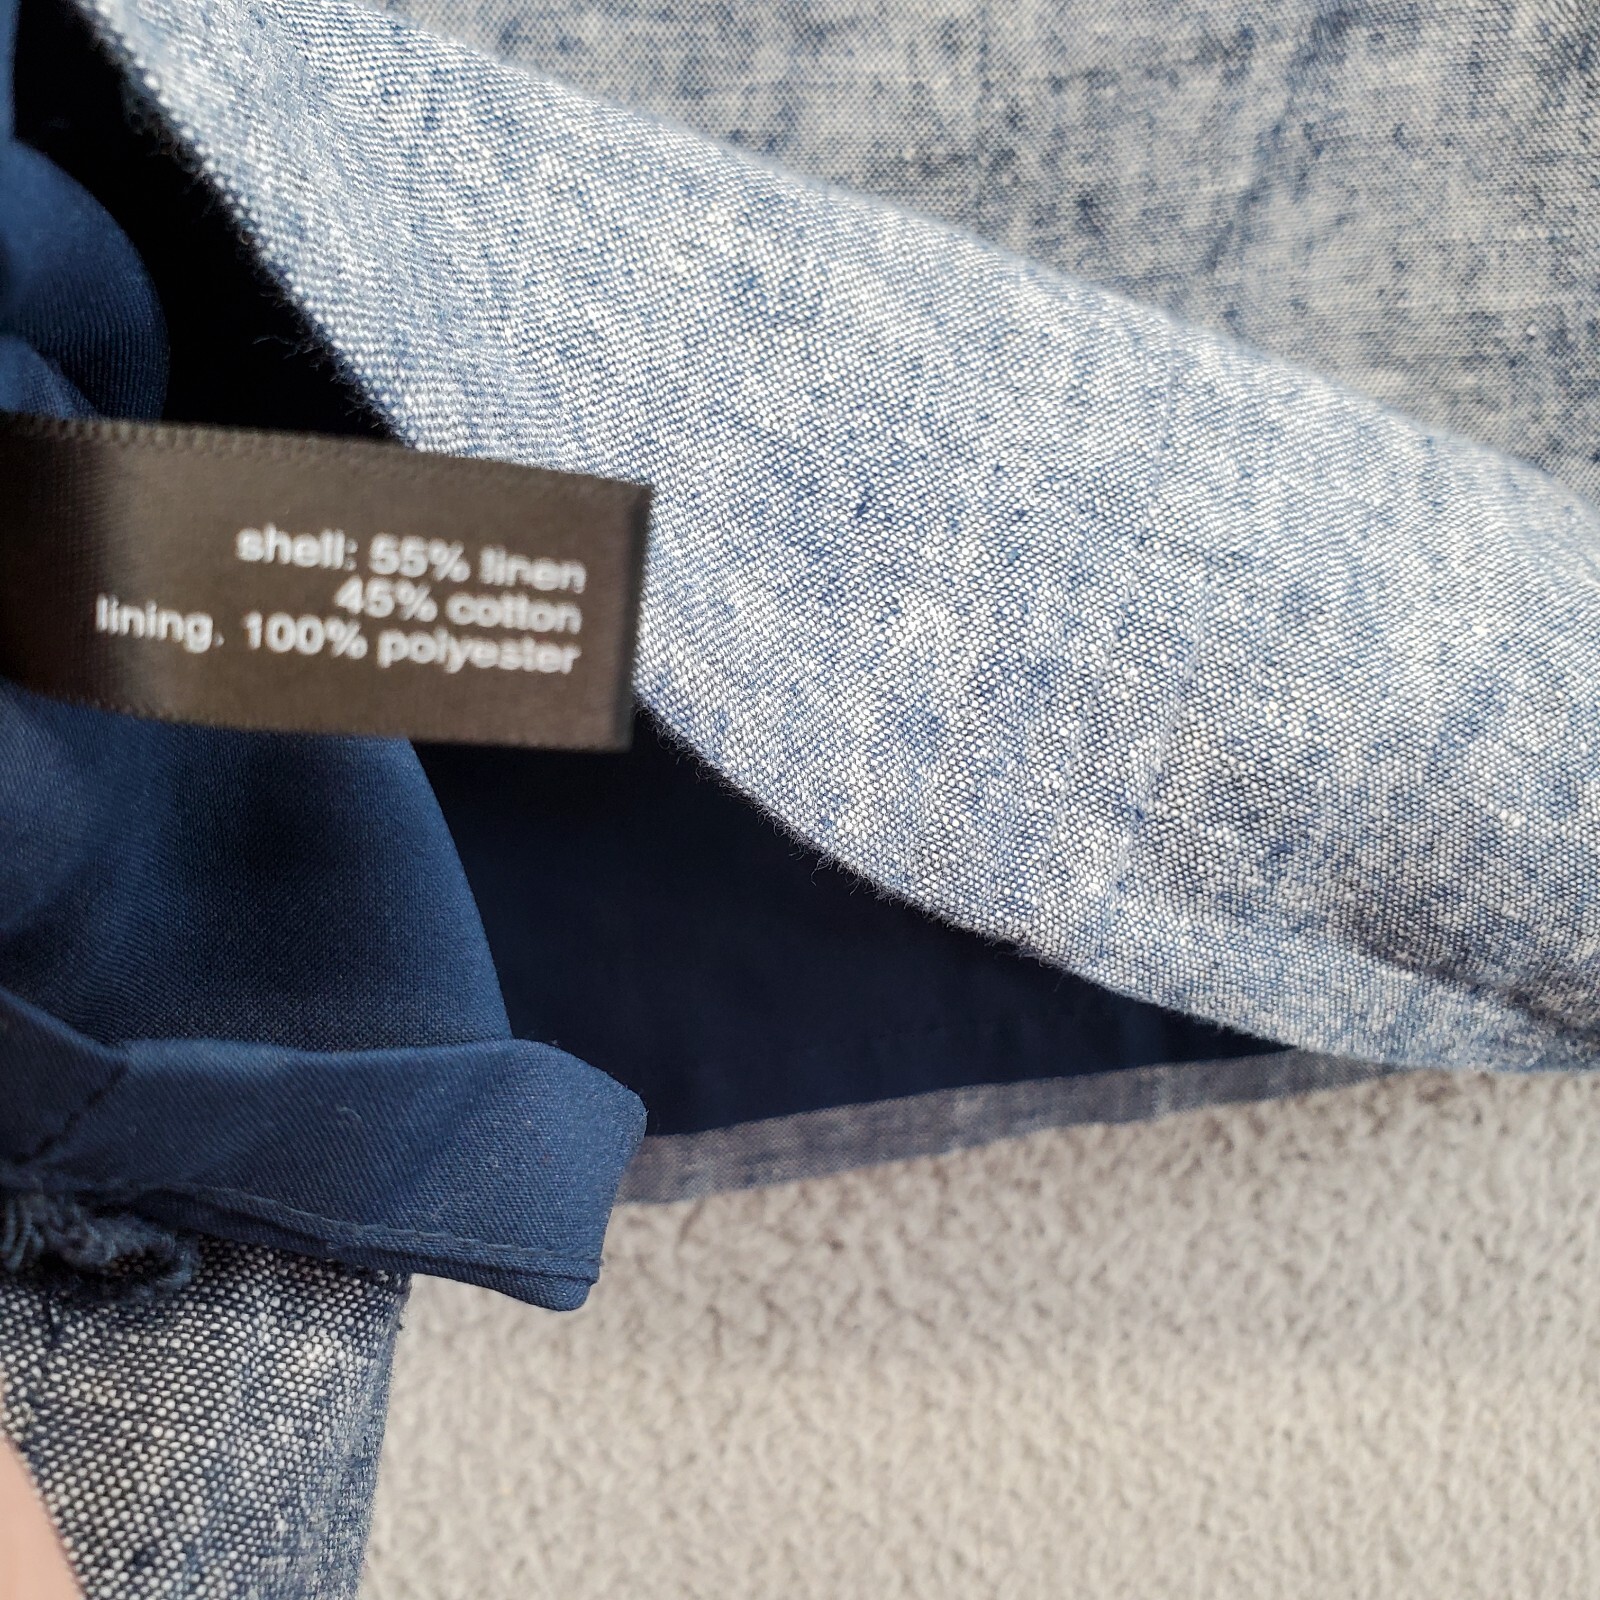 shell: 55% linen
45% cotton
lining. 100% polyester